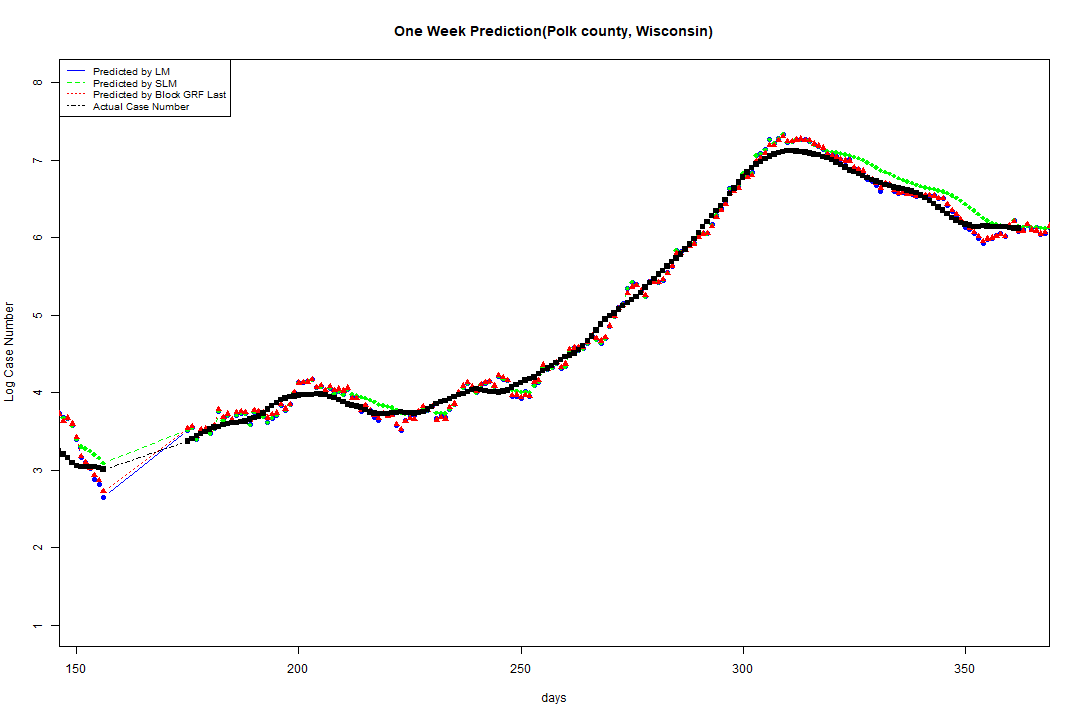 One Week Prediction(Polk county, Wisconsin)
Predicted by LM
Predicted by SLM
Predicted by Block GRF Last
Actual Case Number
Log Case Number
8
7
6
5
4
3
2
1
150 200 250 300 350
days